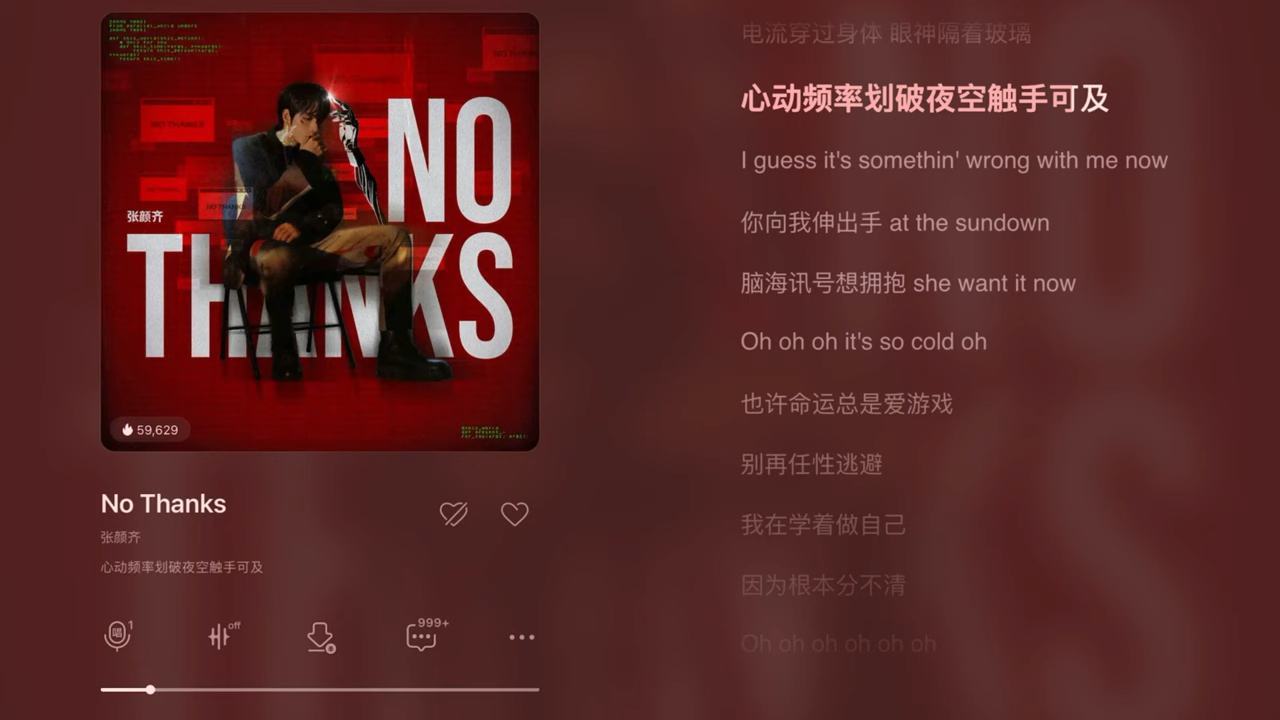 NO
张颜齐
THANKS
NO THANKS
NO THANKS
59,629
No Thanks
张颜齐
心动频率划破夜空触手可及
唱
1
off
999+
电流穿过身体 眼神隔着玻璃
心动频率划破夜空触手可及
I guess it's somethin' wrong with me now
你向我伸出手 at the sundown
脑海讯号想拥抱 she want it now
Oh oh oh it's so cold oh
也许命运总是爱游戏
别再任性逃避
我在学着做自己
因为根本分不清
Oh oh oh oh oh oh